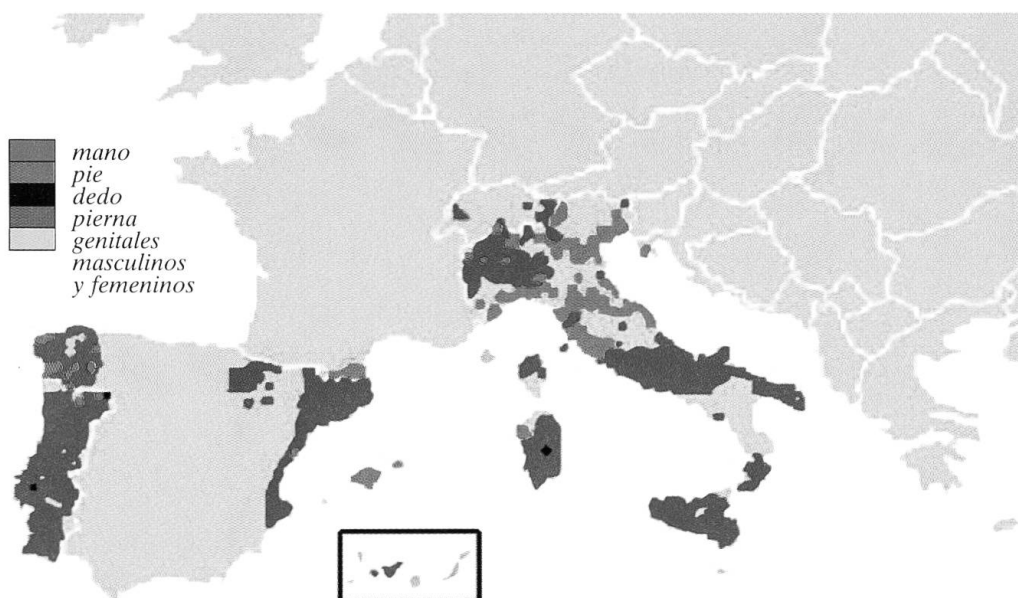 mano
pie
dedo
pierna
genitales
masculinos
y femeninos